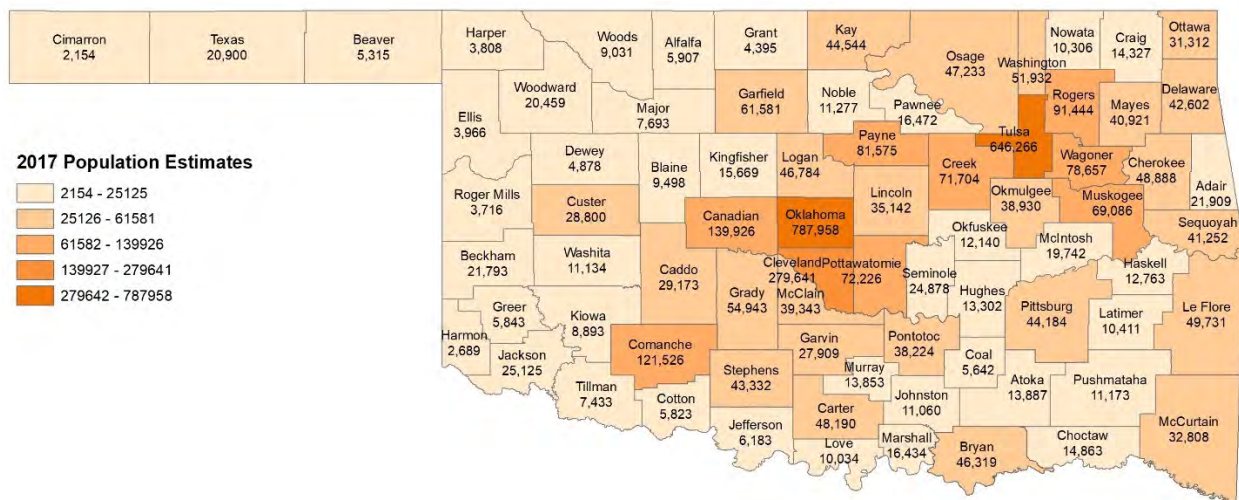 Cimarron
2,154
Texas
20,900
Beaver
5,315
Harper
3,808
Woods
9,031
Alfalfa
5,907
Grant
4,395
Kay
44,544
Osage
47,233
Nowata
10,306
Craig
14,327
Ottawa
31,312
Washington
51,932
Woodward
20,459
Major
7,693
Garfield
61,581
Noble
11,277
Pawnee
16,472
Rogers
91,444
Mayes
40,921
Delaware
42,602
Ellis
3,966
Tulsa
646,266
Payne
81,575
2017 Population Estimates
2154 - 25125
25126 - 61581
61582 - 139926
139927 - 279641
279642 - 787958
Dewey
4,878
Blaine
9,498
Kingfisher
15,669
Logan
46,784
Creek
71,704
Wagoner
78,657
Cherokee
48,888
Adair
21,909
Roger Mills
3,716
Custer
28,800
Lincoln
35,142
Okmulgee
38,930
Muskogee
69,086
Canadian
139,926
Oklahoma
787,958
Okfuskee
12,140
McIntosh
19,742
Sequoyah
41,252
Beckham
21,793
Washita
11,134
Caddo
29,173
Cleveland
279,641
Pottawatomie
72,226
Seminole
24,878
Haskell
12,763
Grady
54,943
McClain
39,343
Hughes
13,302
Pittsburg
44,184
Le Flore
49,731
Latimer
10,411
Greer
5,843
Kiowa
8,893
Harmon
2,689
Jackson
25,125
Comanche
121,526
Garvin
27,909
Pontotoc
38,224
Coal
5,642
Stephens
43,332
Murray
13,853
Atoka
13,887
Pushmataha
11,173
Tillman
7,433
Cotton
5,823
Carter
48,190
Johnston
11,060
McCurtain
32,808
Jefferson
6,183
Love
10,034
Marshall
16,434
Bryan
46,319
Choctaw
14,863